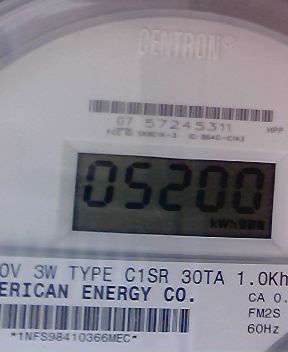 CENTRON®
07 57245311 HPP
05200
kWh
0V 3W TYPE C1SR 30TA 1.0Kh
ERICAN ENERGY CO. CA 0.
FM2S
60Hz
*1NFS98410366MEC*